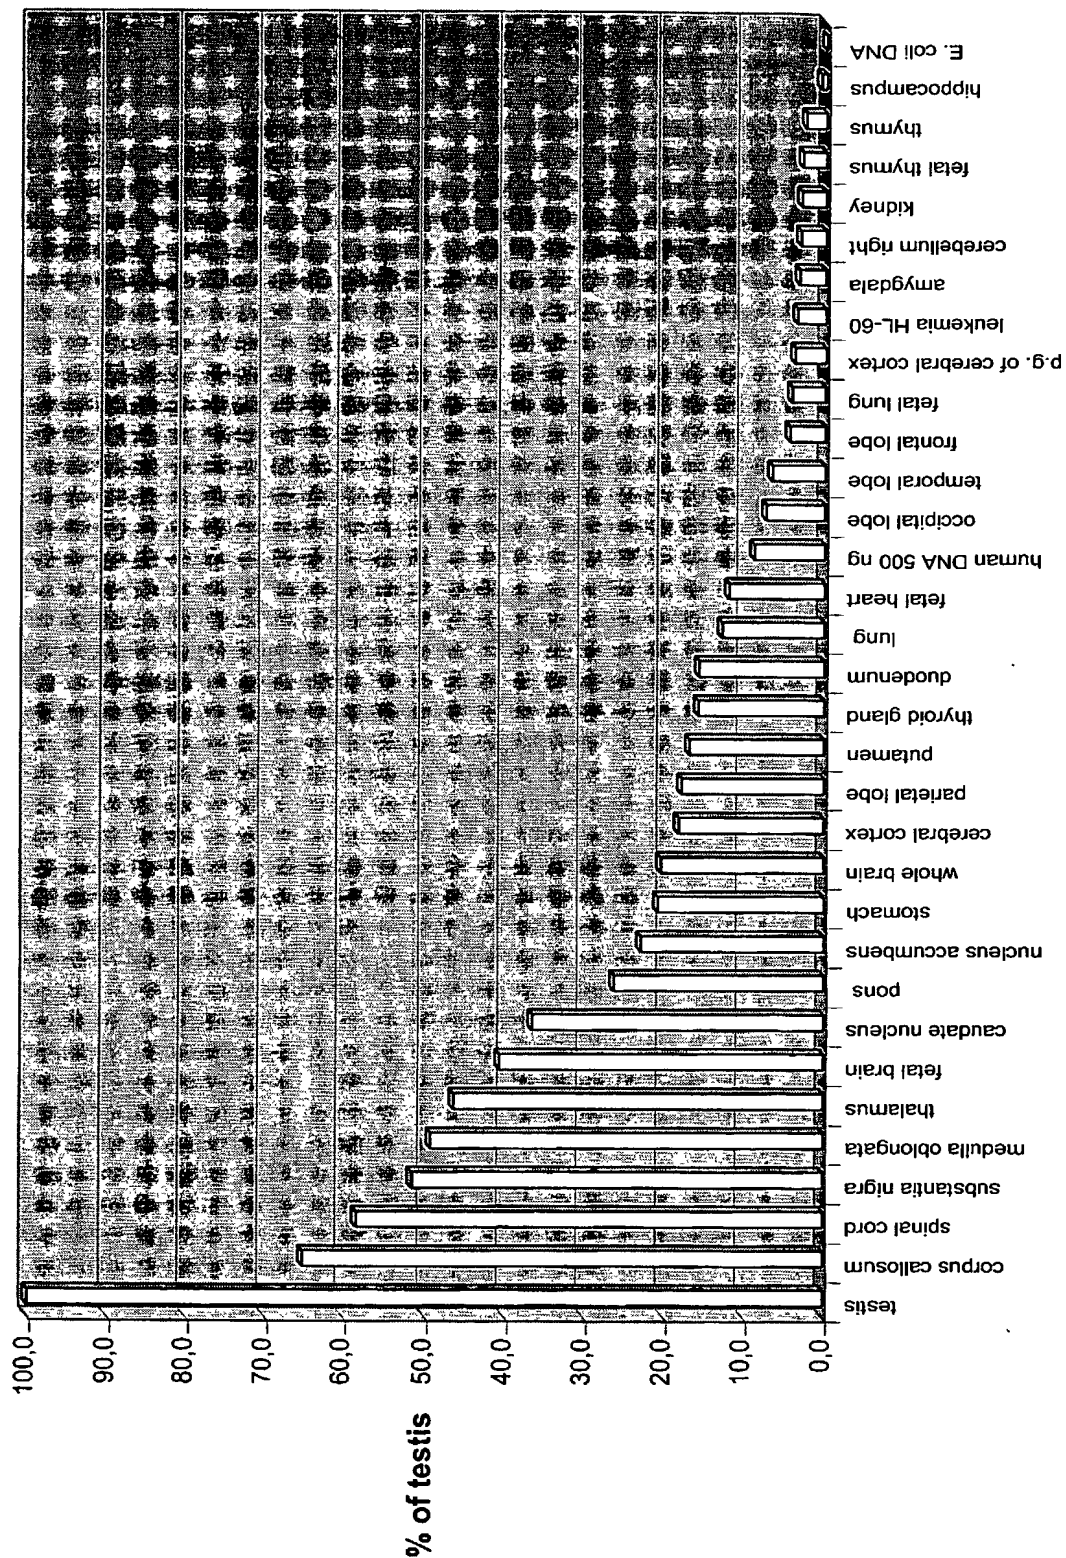 % of testis
100,0
90,0
80,0
70,0
60,0
50,0
40,0
30,0
20,0
10,0
0,0
testis
corpus callosum
spinal cord
substantia nigra
medulla oblongata
thalamus
fetal brain
caudate nucleus
pons
nucleus accumbens
stomach
whole brain
cerebral cortex
parietal lobe
putamen
thyroid gland
duodenum
lung
fetal heart
human DNA 500 ng
occipital lobe
temporal lobe
frontal lobe
fetal lung
p.g. of cerebral cortex
leukemia HL-60
amygdala
cerebellum right
kidney
fetal thymus
thymus
hippocampus
E. coli DNA